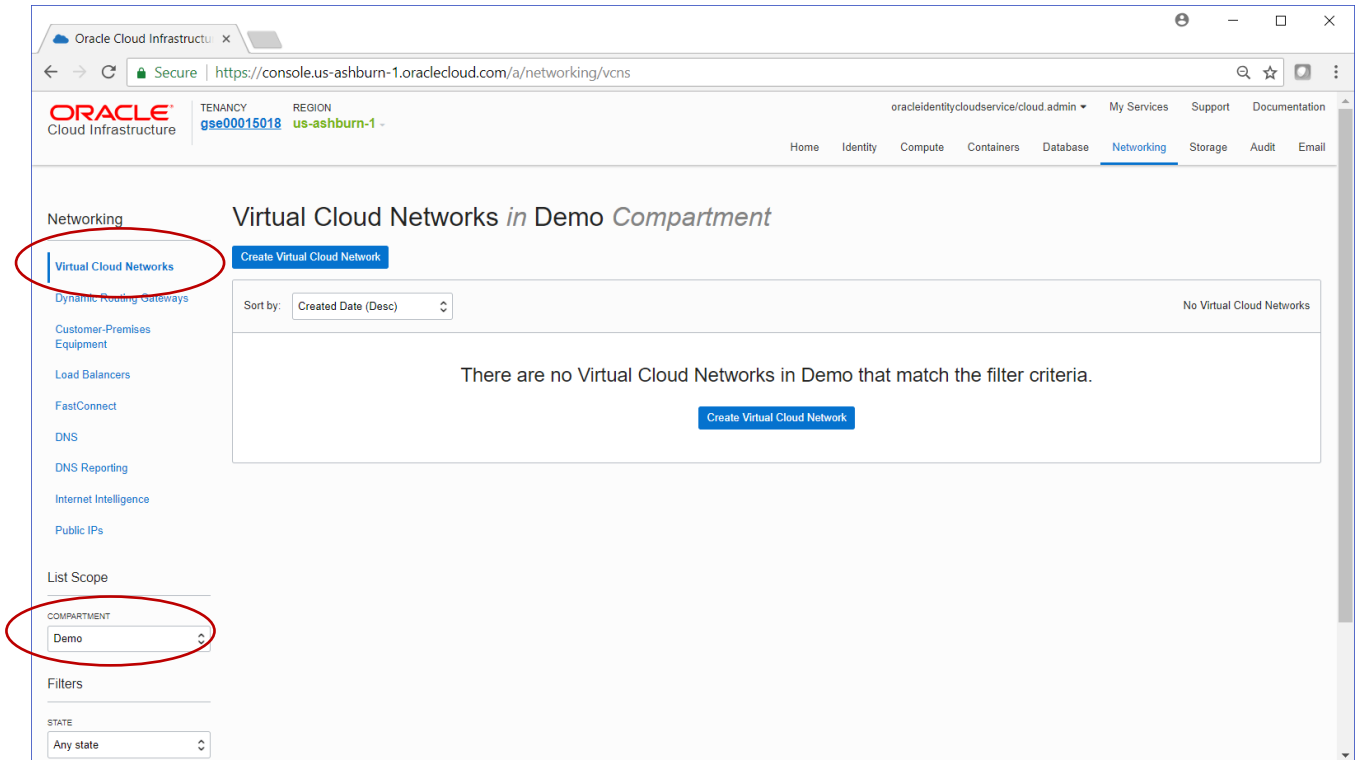 Oracle Cloud Infrastructu
Secure | https://console.us-ashburn-1.oraclecloud.com/a/networking/vcns
ORACLE
Cloud Infrastructure
TENANCY
gse00015018
REGION
us-ashburn-1
oracleidentitycloudservice/cloud.admin My Services Support Documentation
Home Identity Compute Containers Database Networking Storage Audit Email
Networking
Virtual Cloud Networks
Dynamic Routing Gateways
Customer-Premises
Equipment
Load Balancers
FastConnect
DNS
DNS Reporting
Internet Intelligence
Public IPs
List Scope
COMPARTMENT
Demo
Filters
STATE
Any state
Virtual Cloud Networks in Demo Compartment
Create Virtual Cloud Network
Sort by: Created Date (Desc) No Virtual Cloud Networks
There are no Virtual Cloud Networks in Demo that match the filter criteria.
Create Virtual Cloud Network